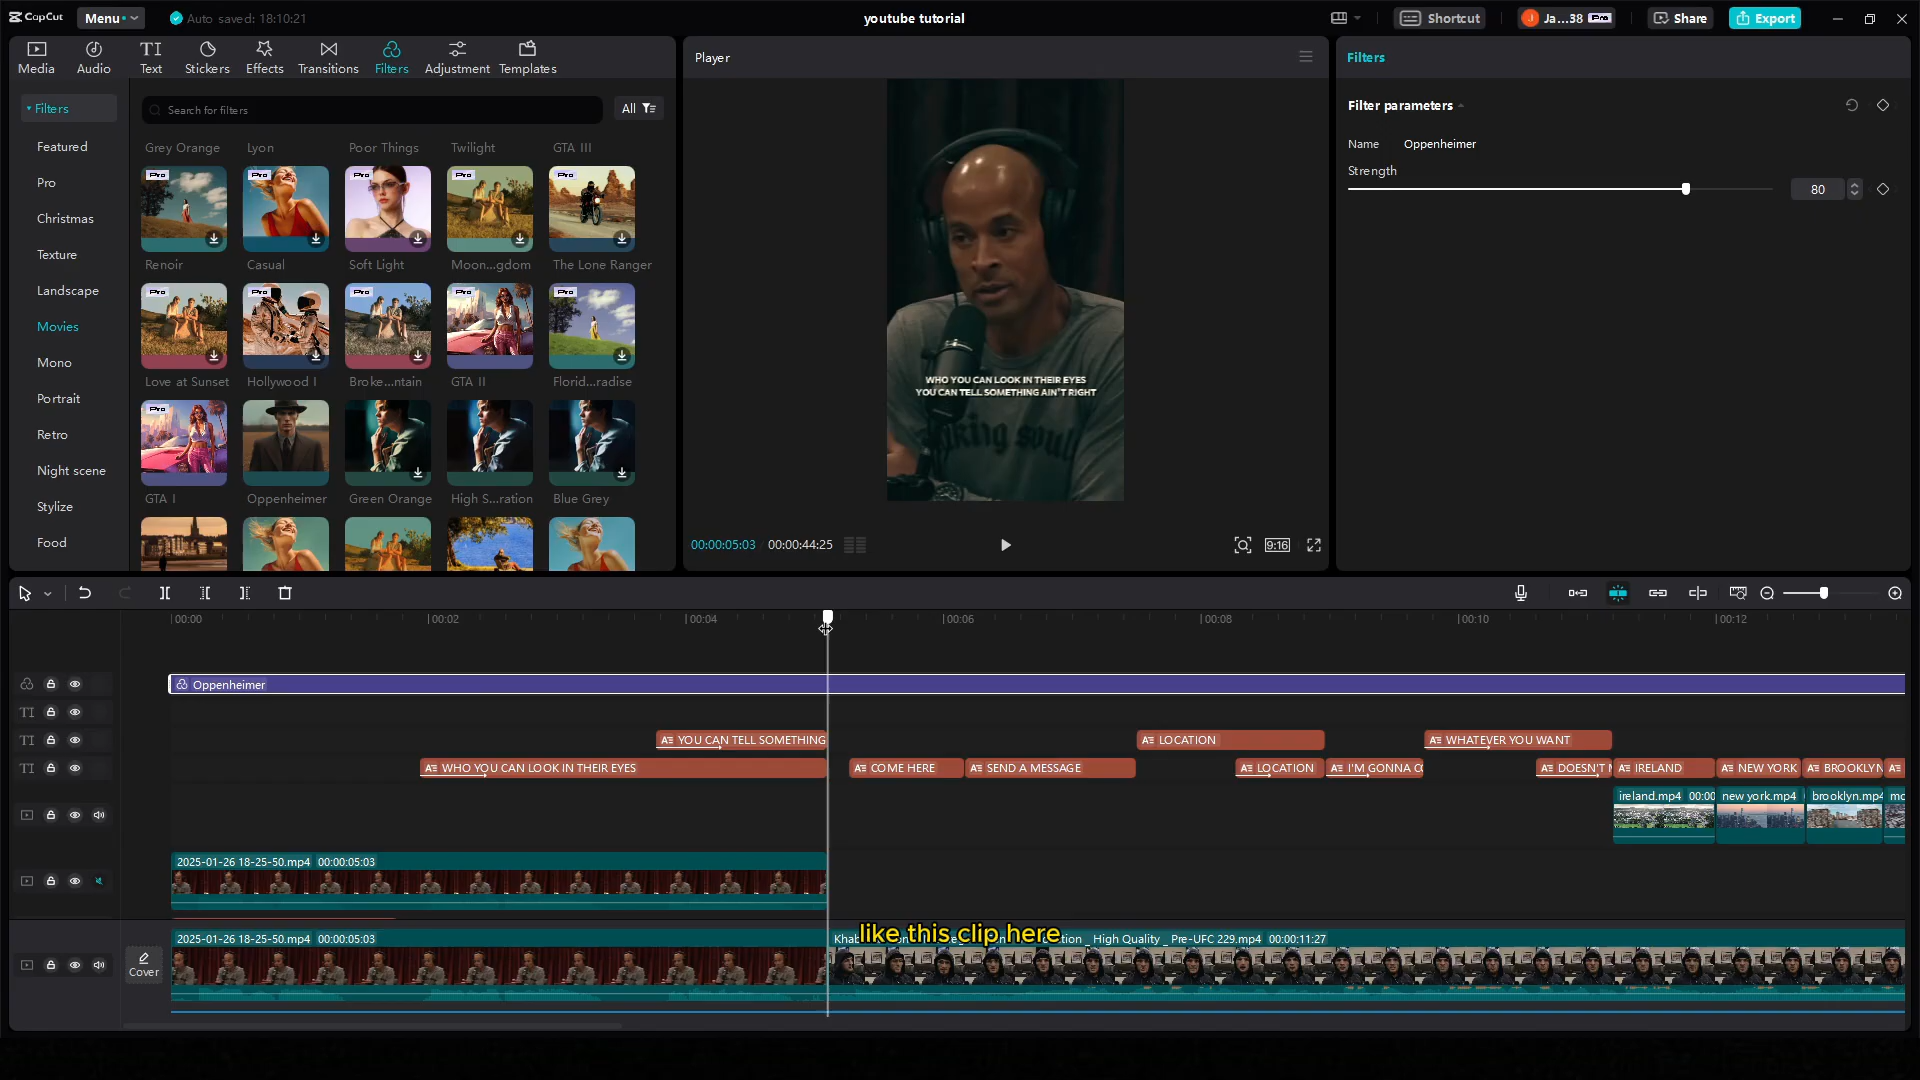 CapCut
Menu
Auto saved: 18:10:21
youtube tutorial
Shortcut
J
Ja...38
Pro
Share
Export
Media
Audio
TI
Text
Stickers
Effects
Transitions
Filters
Adjustment
Templates
Filters
Featured
Pro
Christmas
Texture
Landscape
Movies
Mono
Portrait
Retro
Night scene
Stylize
Food
Search for filters
All
Grey Orange
Lyon
Poor Things
Twilight
GTA III
Pro
Pro
Pro
Pro
Pro
Renoir
Casual
Soft Light
Moon...gdom
The Lone Ranger
Pro
Pro
Pro
Pro
Pro
Love at Sunset
Hollywood I
Broke...ntain
GTA II
Florid...radise
Pro
GTA I
Oppenheimer
Green Orange
High S...ration
Blue Grey
Player
WHO YOU CAN LOOK IN THEIR EYES
YOU CAN TELL SOMETHING AIN'T RIGHT
00:00:05:03
00:00:44:25
9:16
Filters
Filter parameters
Name
Oppenheimer
Strength
80
00:00
00:02
00:04
00:06
00:08
00:10
00:12
Oppenheimer
TI
TI
YOU CAN TELL SOMETHING
LOCATION
WHATEVER YOU WANT
TI
WHO YOU CAN LOOK IN THEIR EYES
COME HERE
SEND A MESSAGE
LOCATION
I'M GONNA CO
DOESN'T
IRELAND
NEW YORK
BROOKLYN
ireland.mp4 00:00
new york.mp4
brooklyn.mp4
mo
2025-01-26 18-25-50.mp4 00:00:05:03
Cover
2025-01-26 18-25-50.mp4 00:00:05:03
like this clip here
_ High Quality _ Pre-UFC 229.mp4 00:00:11:27